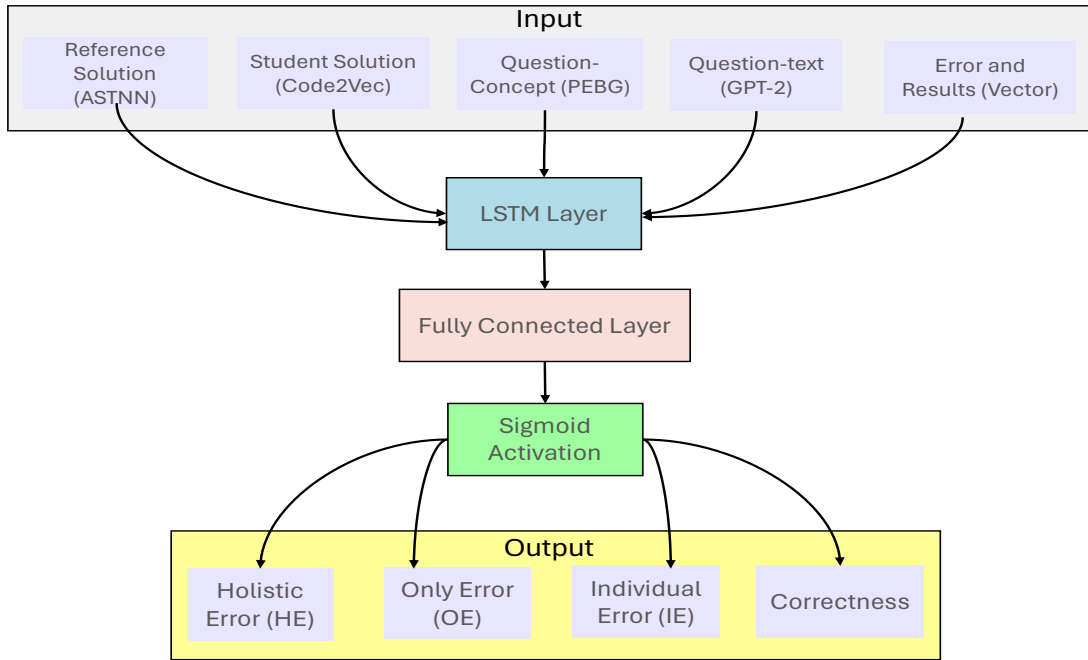 Input
Reference
Solution
(ASTNN)
Student Solution
(Code2Vec)
Question-
Concept (PEBG)
Question-text
(GPT-2)
Error and
Results (Vector)
LSTM Layer
Fully Connected Layer
Sigmoid
Activation
Output
Holistic
Error (HE)
Only Error
(OE)
Individual
Error (IE)
Correctness